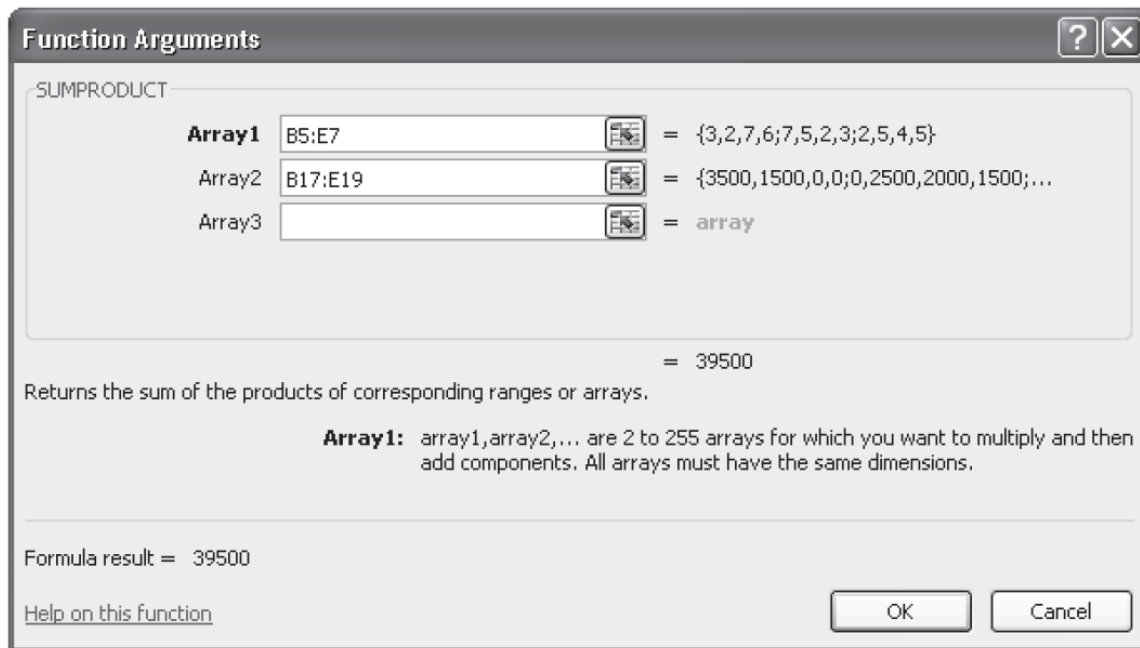 Function Arguments
SUMPRODUCT
Array1 B5:E7 = {3,2,7,6;7,5,2,3;2,5,4,5}
Array2 B17:E19 = {3500,1500,0,0;0,2500,2000,1500;...
Array3 = array
= 39500
Returns the sum of the products of corresponding ranges or arrays.
Array1: array1,array2,... are 2 to 255 arrays for which you want to multiply and then
add components. All arrays must have the same dimensions.
Formula result = 39500
Help on this function OK Cancel